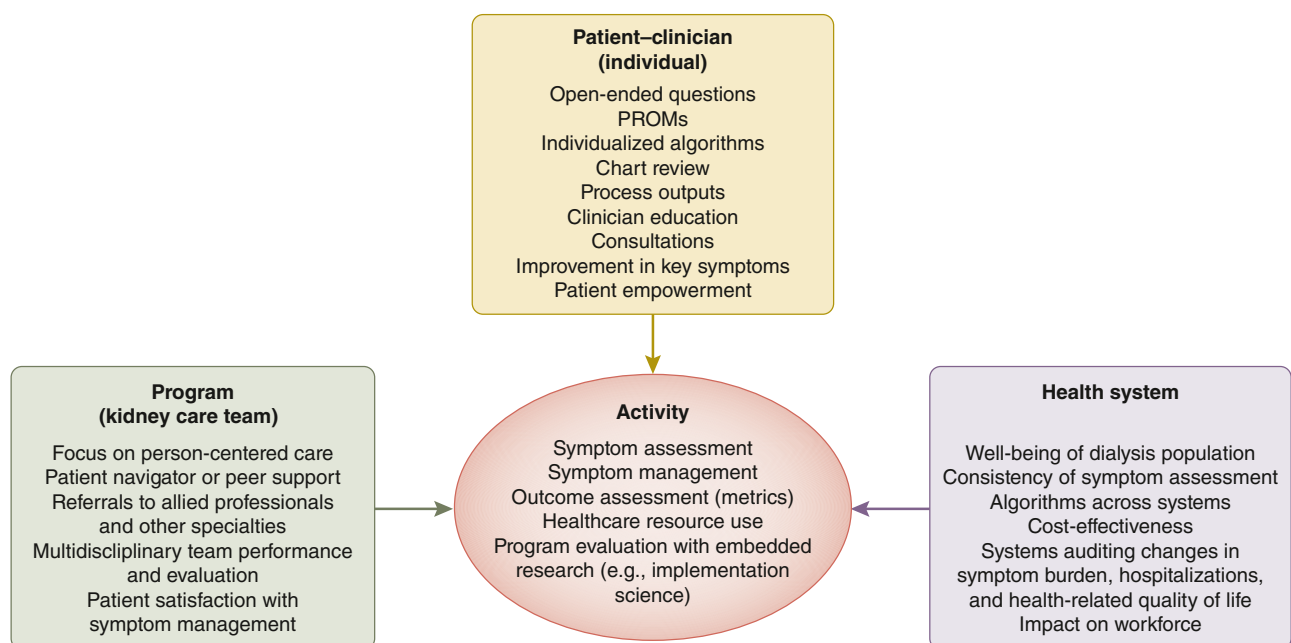 Patient–clinician
(individual)
Open-ended questions
PROMs
Individualized algorithms
Chart review
Process outputs
Clinician education
Consultations
Improvement in key symptoms
Patient empowerment
Program
(kidney care team)
Focus on person-centered care
Patient navigator or peer support
Referrals to allied professionals
and other specialties
Multidiscliplinary team performance
and evaluation
Patient satisfaction with
symptom management
Activity
Symptom assessment
Symptom management
Outcome assessment (metrics)
Healthcare resource use
Program evaluation with embedded
research (e.g., implementation
science)
Health system
Well-being of dialysis population
Consistency of symptom assessment
Algorithms across systems
Cost-effectiveness
Systems auditing changes in
symptom burden, hospitalizations,
and health-related quality of life
Impact on workforce